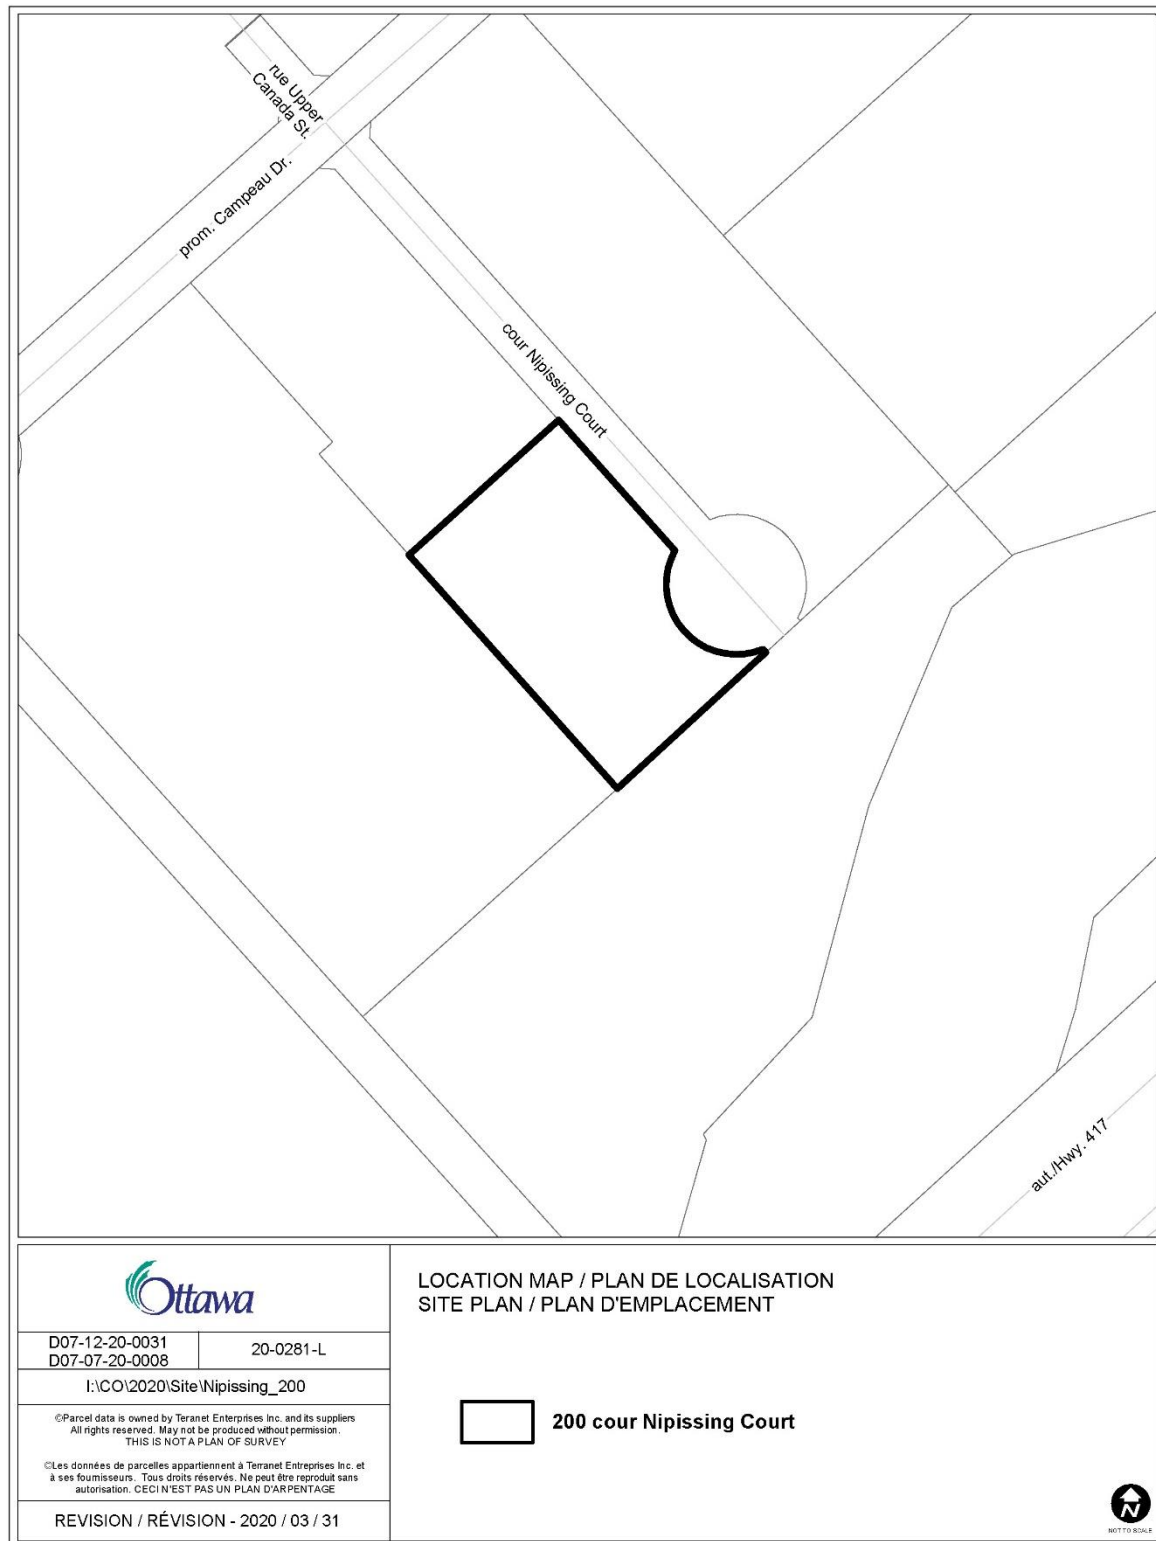 rue Upper
Canada St.
prom. Campeau Dr.
cour Nipissing Court
aut./Hwy. 417
Ottawa
D07-12-20-0031
D07-07-20-0008
20-0281-L
I:\CO\2020\Site\Nipissing_200
©Parcel data is owned by Teranet Enterprises Inc. and its suppliers
All rights reserved. May not be produced without permission.
THIS IS NOT A PLAN OF SURVEY
©Les données de parcelles appartiennent à Terranet Entreprises Inc. et
à ses fournisseurs. Tous droits réservés. Ne peut être reproduit sans
autorisation. CECI N'EST PAS UN PLAN D'ARPENTAGE
REVISION / RÉVISION - 2020 / 03 / 31
LOCATION MAP / PLAN DE LOCALISATION
SITE PLAN / PLAN D'EMPLACEMENT
200 cour Nipissing Court
N
NOT TO SCALE